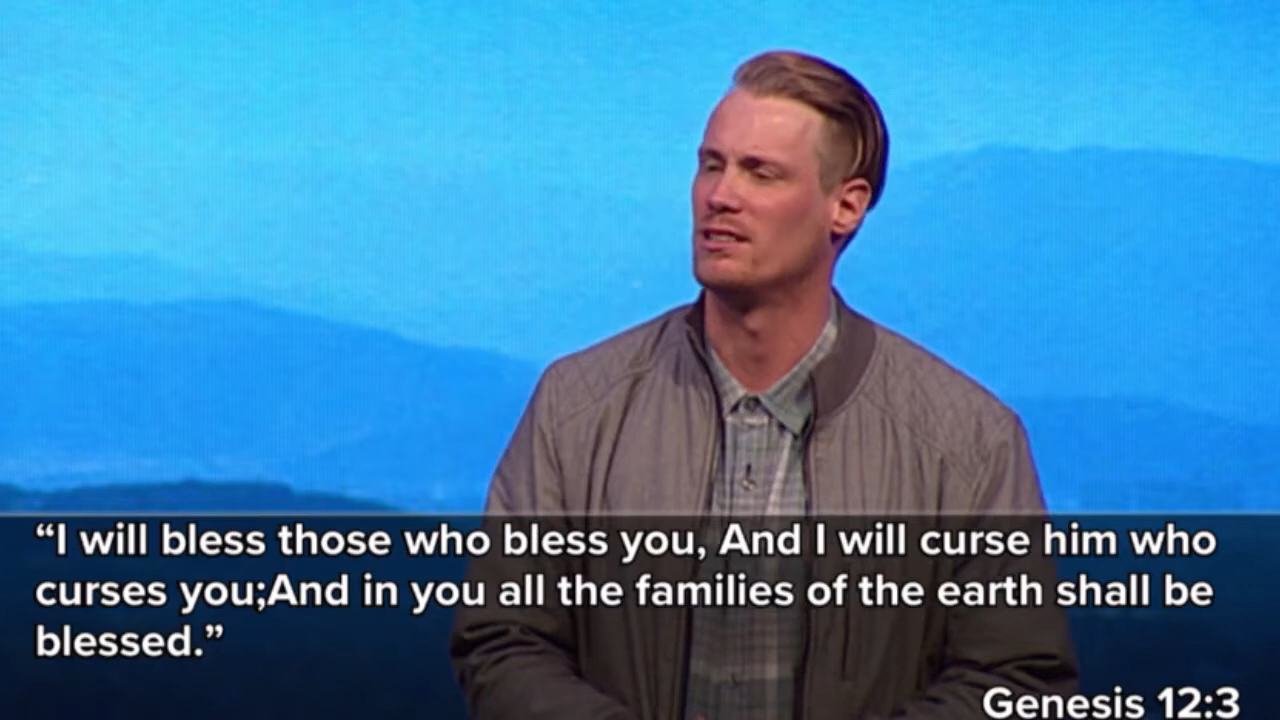 “I will bless those who bless you, And I will curse him who
curses you;And in you all the families of the earth shall be
blessed.”
Genesis 12:3